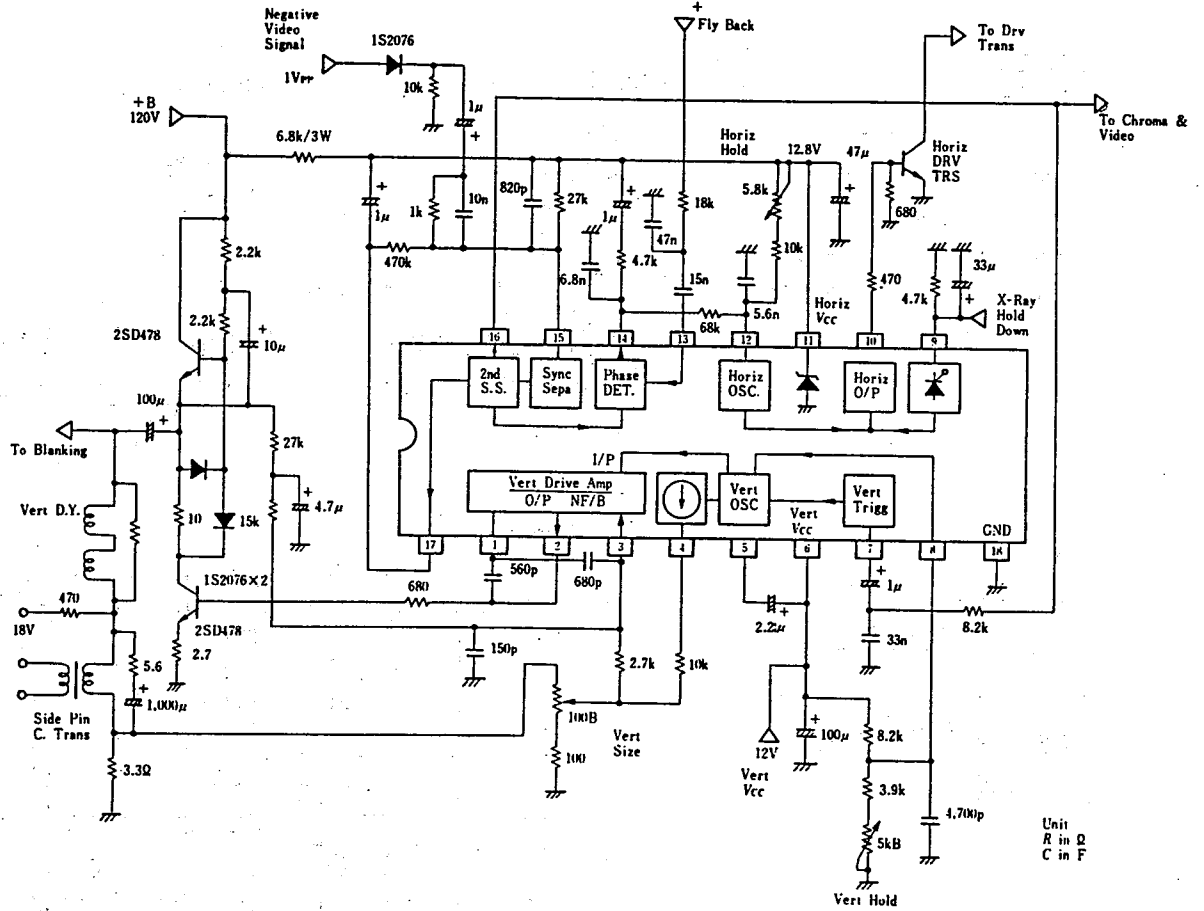 Negative
Video
Signal
1S2076
1VPP
10k
1μ
+
+
Fly Back
To Drv
Trans
To Chroma &
Video
+B
120V
6.8k/3W
Horiz
Hold
12.8V
47μ
+
Horiz
DRV
TRS
680
+
1μ
1k
10n
820p
27k
+
1μ
47n
18k
5.8k
10k
470k
6.8n
4.7k
15n
68k
5.6n
Horiz
VCC
470
4.7k
33μ
+
X-Ray
Hold
Down
2.2k
2.2k
+
10μ
2SD478
16
15
14
13
12
11
10
9
2nd
S.S.
Sync
Sepa
Phase
DET.
Horiz
OSC.
Horiz
O/P
100μ
+
To Blanking
27k
+
4.7μ
I/P
Vert Drive Amp
O/P NF/B
Vert
OSC
Vert
Trigg
Vert
VCC
GND
Vert D.Y.
10
15k
17
1
2
3
4
5
6
7
8
18
1S2076×2
680
560p
680p
2.2μ
+
+
1μ
8.2k
33n
470
18V
2SD478
2.7
150p
2.7k
10k
5.6
+
1,000μ
Side Pin
C. Trans
3.3Ω
100B
100
Vert
Size
12V
Vert
VCC
+
100μ
8.2k
3.9k
5kB
4,700p
Vert Hold
Unit
R in Ω
C in F